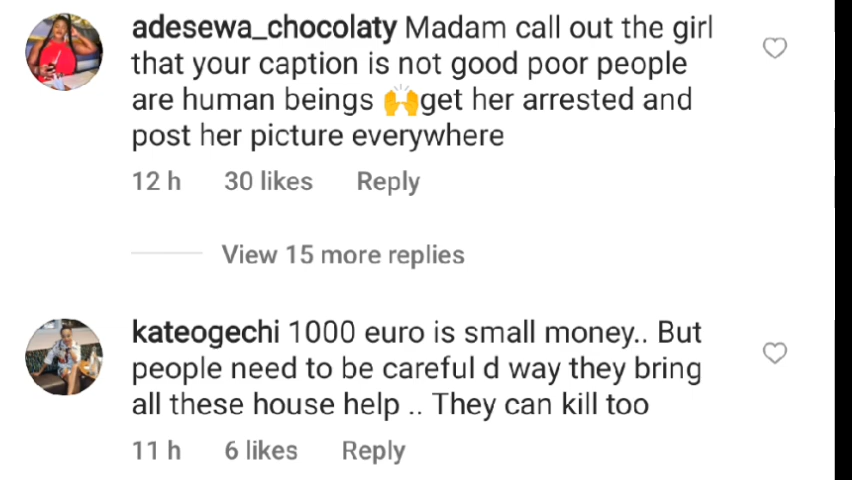 adesewa_chocolaty Madam call out the girl
that your caption is not good poor people
are human beings 🙌get her arrested and
post her picture everywhere
12 h 30 likes Reply
View 15 more replies
kateogechi 1000 euro is small money.. But
people need to be careful d way they bring
all these house help .. They can kill too
11 h 6 likes Reply